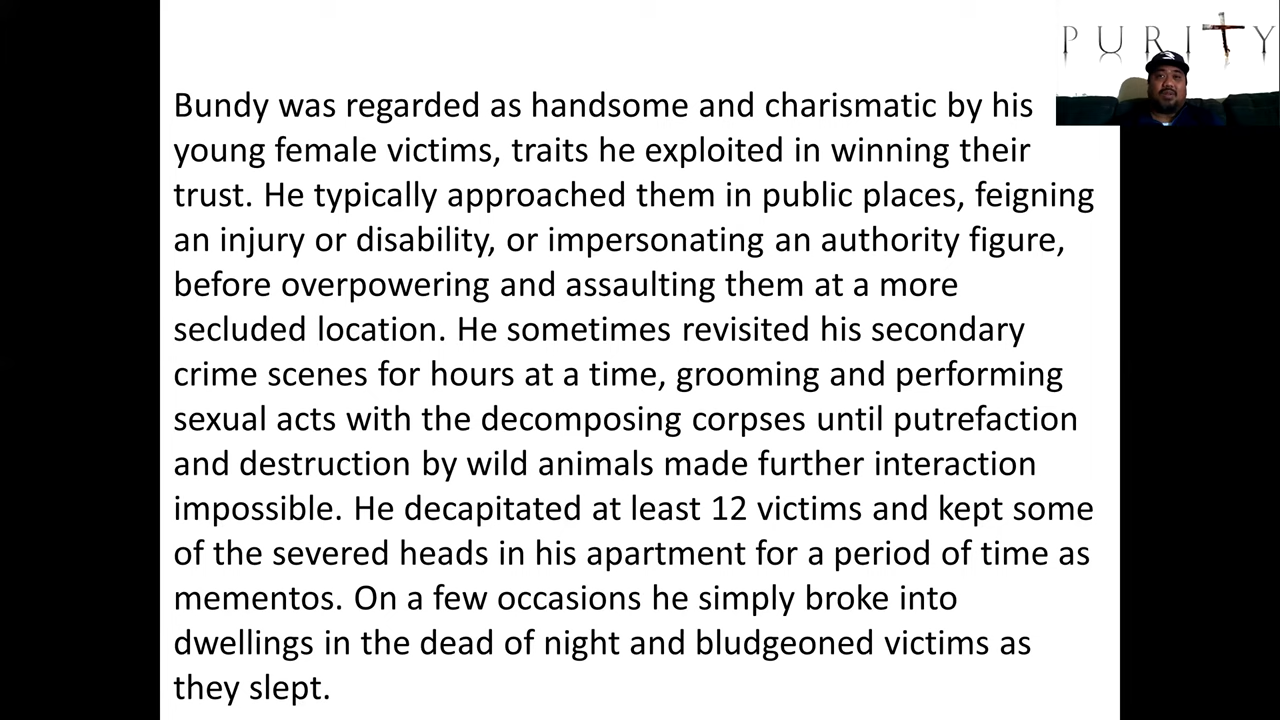 PURITY
Bundy was regarded as handsome and charismatic by his
young female victims, traits he exploited in winning their
trust. He typically approached them in public places, feigning
an injury or disability, or impersonating an authority figure,
before overpowering and assaulting them at a more
secluded location. He sometimes revisited his secondary
crime scenes for hours at a time, grooming and performing
sexual acts with the decomposing corpses until putrefaction
and destruction by wild animals made further interaction
impossible. He decapitated at least 12 victims and kept some
of the severed heads in his apartment for a period of time as
mementos. On a few occasions he simply broke into
dwellings in the dead of night and bludgeoned victims as
they slept.